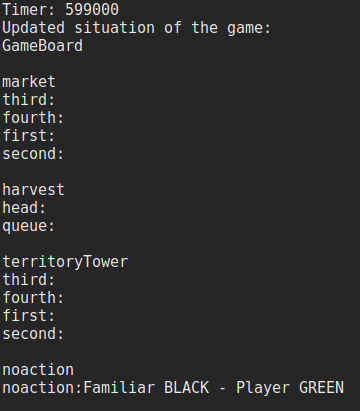 Timer: 599000
Updated situation of the game:
GameBoard
market
third:
fourth:
first:
second:
harvest
head:
queue:
territoryTower
third:
fourth:
first:
second:
noaction
noaction:Familiar BLACK - Player GREEN